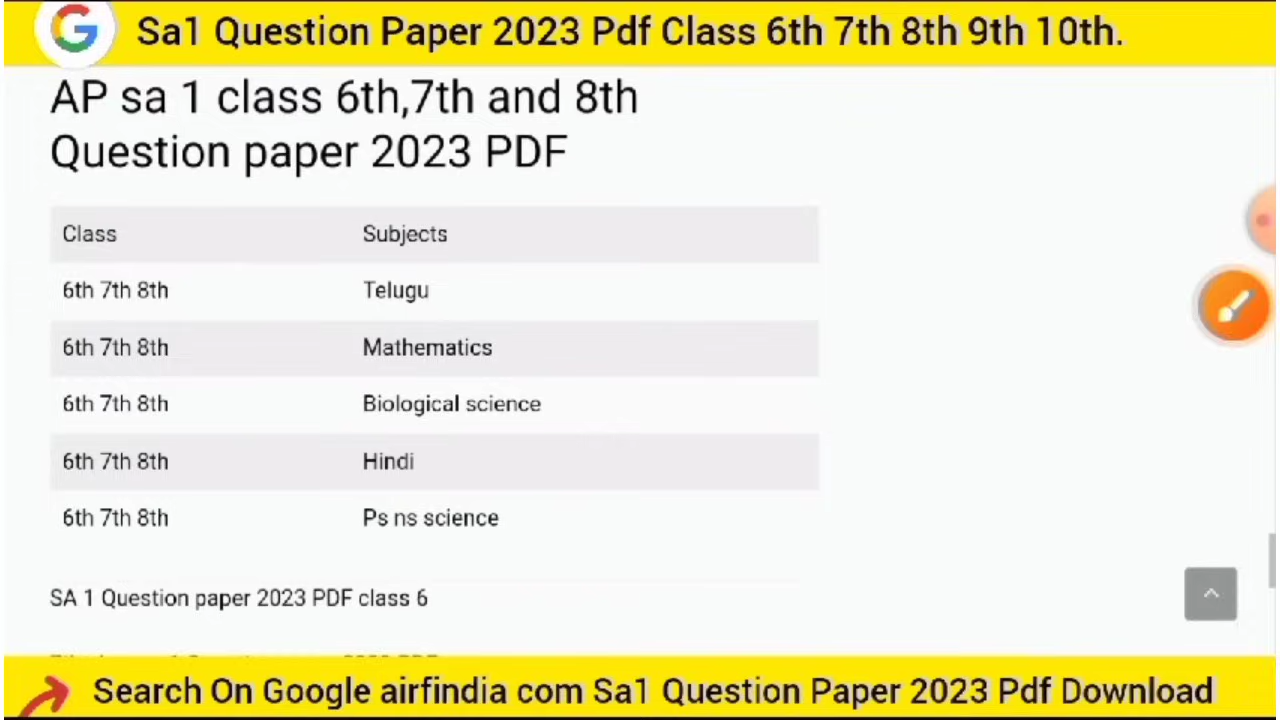 Sa1 Question Paper 2023 Pdf Class 6th 7th 8th 9th 10th.
AP sa 1 class 6th,7th and 8th
Question paper 2023 PDF
Class Subjects
6th 7th 8th Telugu
6th 7th 8th Mathematics
6th 7th 8th Biological science
6th 7th 8th Hindi
6th 7th 8th Ps ns science
SA 1 Question paper 2023 PDF class 6
Search On Google airfindia com Sa1 Question Paper 2023 Pdf Download